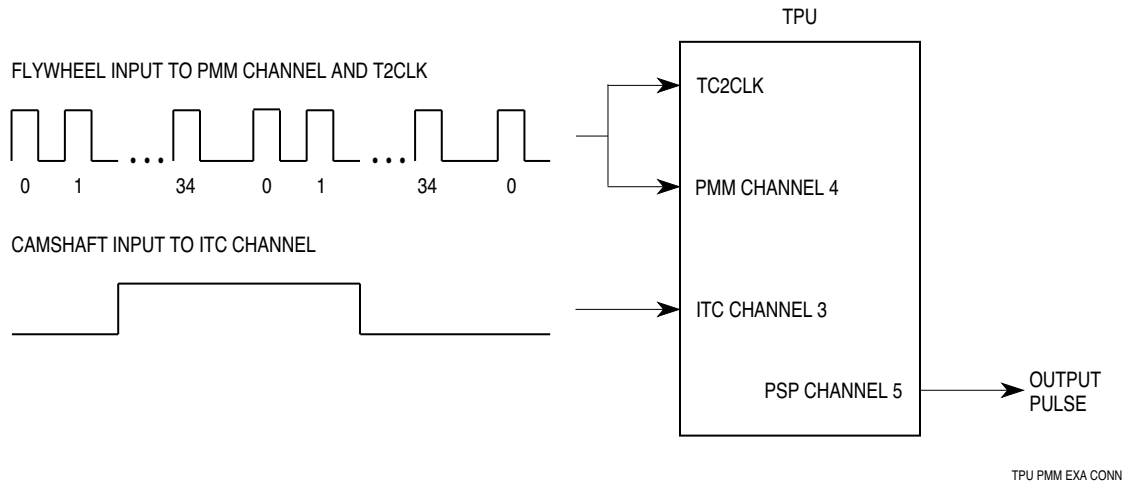 TPU
FLYWHEEL INPUT TO PMM CHANNEL AND T2CLK
TC2CLK
0 1 ... 34 0 1 ... 34 0
PMM CHANNEL 4
CAMSHAFT INPUT TO ITC CHANNEL
ITC CHANNEL 3
PSP CHANNEL 5
OUTPUT
PULSE
TPU PMM EXA CONN